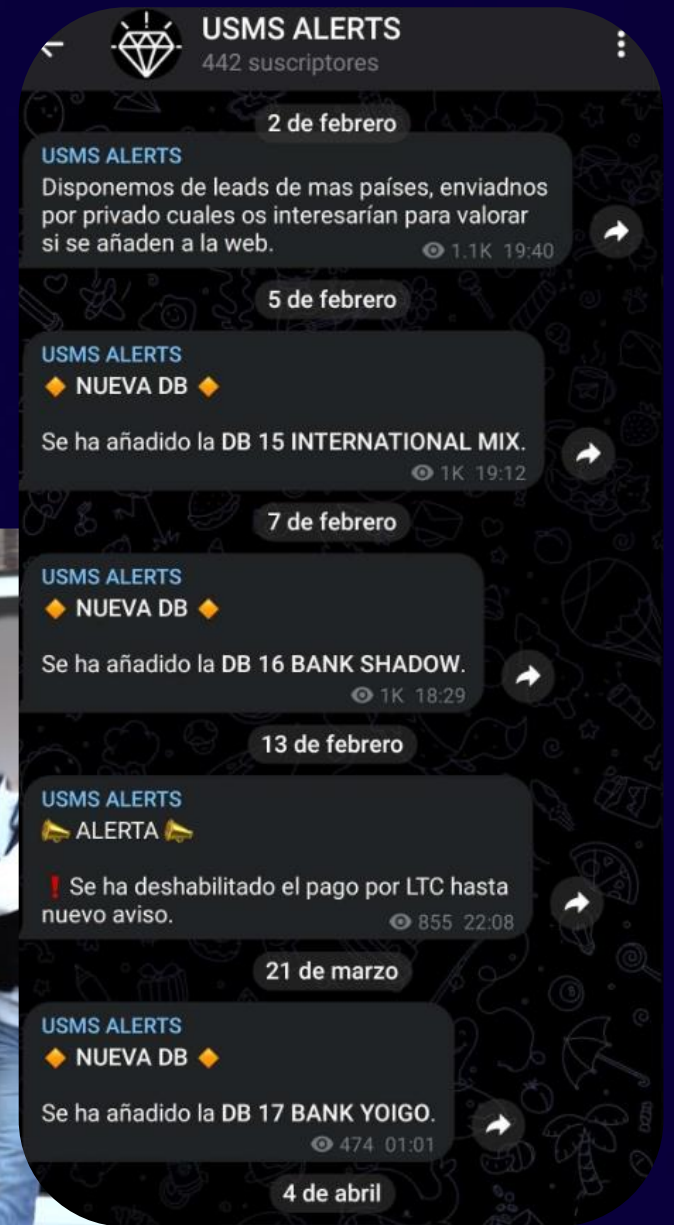 USMS ALERTS
442 suscriptores
2 de febrero
USMS ALERTS
Disponemos de leads de mas países, enviadnos
por privado cuales os interesarían para valorar
si se añaden a la web.
1.1K 19:40
5 de febrero
USMS ALERTS
🔸 NUEVA DB 🔸
Se ha añadido la DB 15 INTERNATIONAL MIX.
1K 19:12
7 de febrero
USMS ALERTS
🔸 NUEVA DB 🔸
Se ha añadido la DB 16 BANK SHADOW.
1K 18:29
13 de febrero
USMS ALERTS
📣 ALERTA 📣
❗ Se ha deshabilitado el pago por LTC hasta
nuevo aviso.
855 22:08
21 de marzo
USMS ALERTS
🔸 NUEVA DB 🔸
Se ha añadido la DB 17 BANK YOIGO.
474 01:01
4 de abril